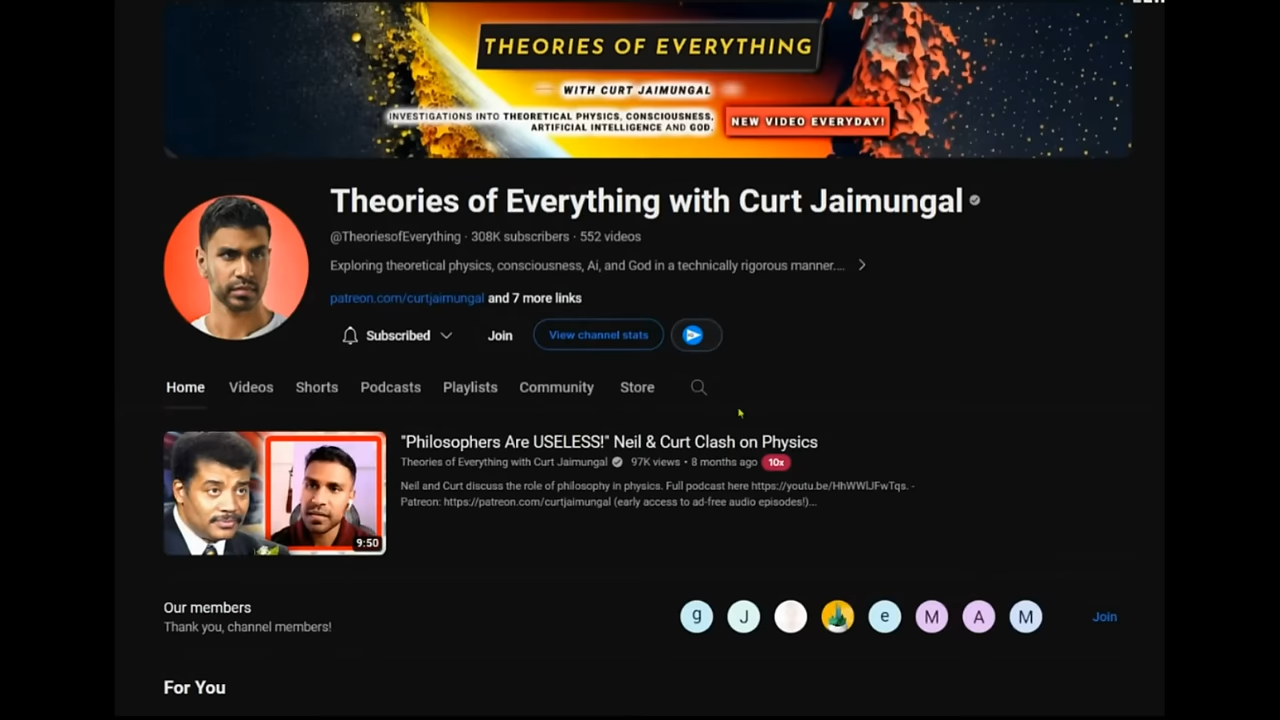 THEORIES OF EVERYTHING
WITH CURT JAIMUNGAL
INVESTIGATIONS INTO THEORETICAL PHYSICS, CONSCIOUSNESS,
ARTIFICIAL INTELLIGENCE AND GOD.
NEW VIDEO EVERYDAY!
Theories of Everything with Curt Jaimungal
@TheoriesofEverything · 308K subscribers · 552 videos
Exploring theoretical physics, consciousness, Ai, and God in a technically rigorous manner....
patreon.com/curtjaimungal and 7 more links
Subscribed Join View channel stats
Home Videos Shorts Podcasts Playlists Community Store
"Philosophers Are USELESS!" Neil & Curt Clash on Physics
Theories of Everything with Curt Jaimungal 97K views • 8 months ago 10x
Neil and Curt discuss the role of philosophy in physics. Full podcast here https://youtu.be/HhWWlJFwTqs. -
Patreon: https://patreon.com/curtjaimungal (early access to ad-free audio episodes!)...
9:50
Our members
Thank you, channel members!
g J e M A M Join
For You